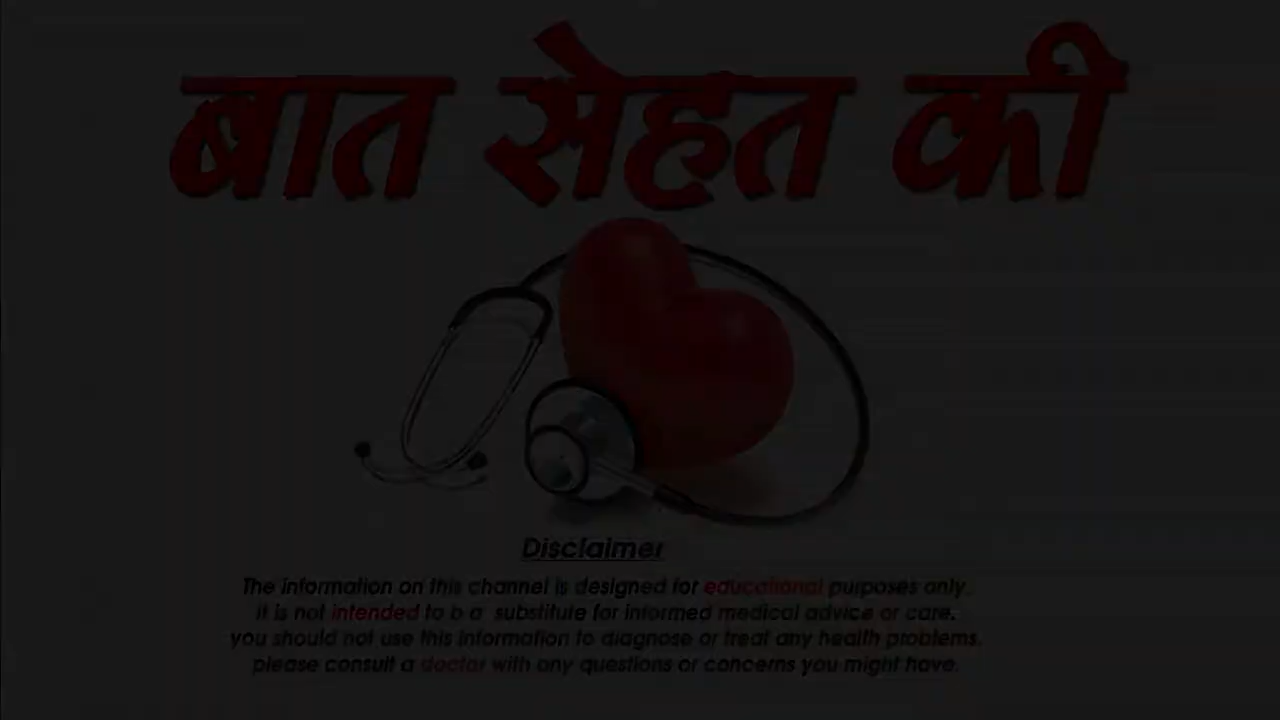 बात सेहत की
Disclaimer
The information on this channel is designed for educational purposes only.
it is not intended to b a substitute for informed medical advice or care.
you should not use this information to diagnose or treat any health problems.
please consult a doctor with any questions or concerns you might have.